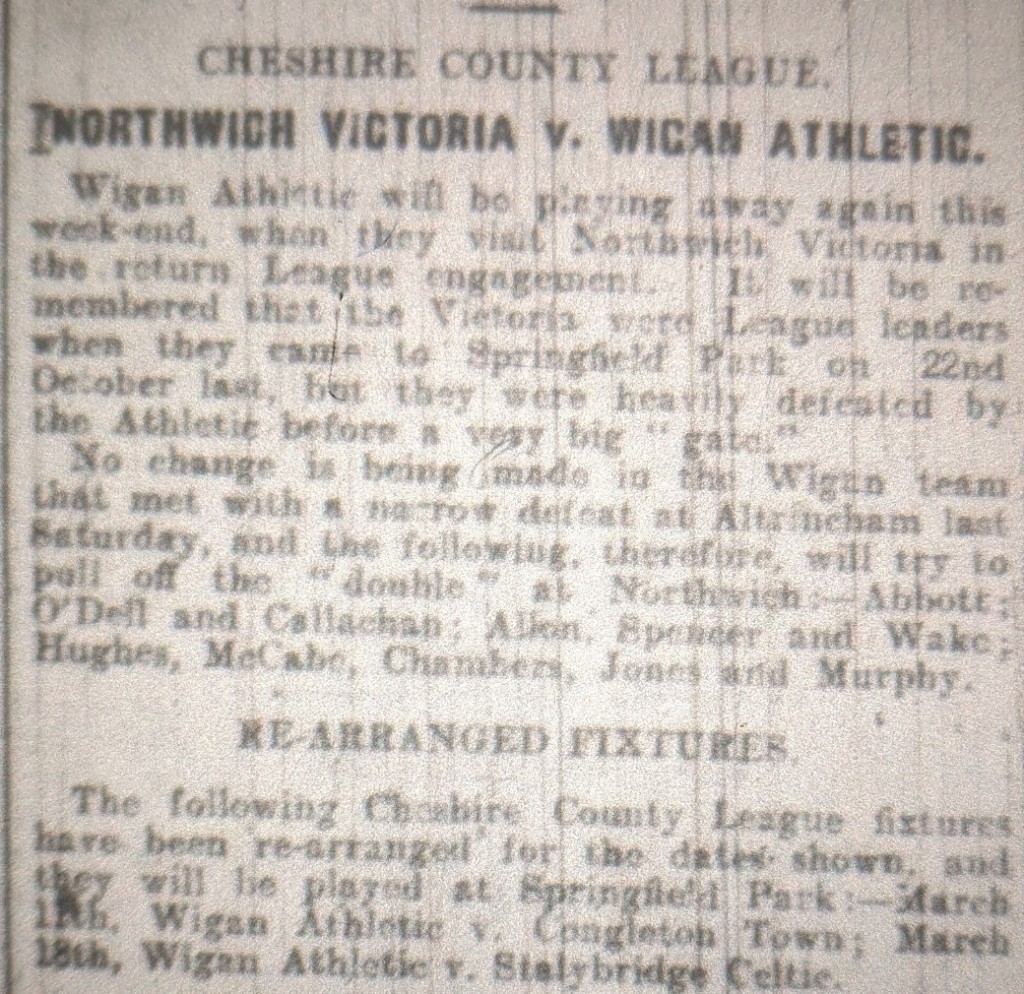 CHESHIRE COUNTY LEAGUE.
NORTHWICH VICTORIA v. WIGAN ATHLETIC.
Wigan Athletic will be playing away again this
week-end, when they visit Northwich Victoria in
the return League engagement. It will be re-
membered that the Victoria were League leaders
when they came to Springfield Park on 22nd
October last, but they were heavily defeated by
the Athletic before a very big "gate."
No change is being made in the Wigan team
that met with a narrow defeat at Altrincham last
Saturday, and the following, therefore, will try to
pull off the "double" at Northwich:—Abbott;
O'Dell and Callachan; Allen, Spencer and Wake;
Hughes, McCabe, Chambers, Jones and Murphy.
RE-ARRANGED FIXTURES.
The following Cheshire County League fixtures
have been re-arranged for the dates shown, and
they will be played at Springfield Park:—March
Wigan Athletic v. Congleton Town; March
18th, Wigan Athletic v. Stalybridge Celtic.